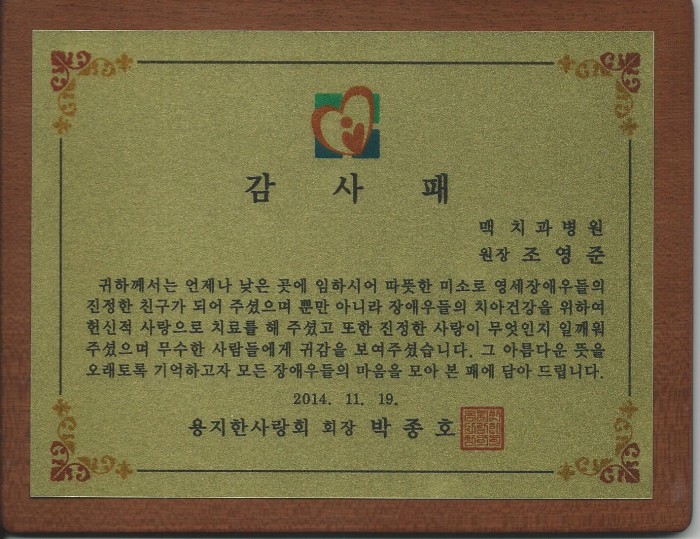 감 사 패
맥 치과병원
원장 조영준
귀하께서는 언제나 낮은 곳에 임하시어 따뜻한 미소로 영세장애우들의
진정한 친구가 되어 주셨으며 뿐만 아니라 장애우들의 치아건강을 위하여
헌신적 사랑으로 치료를 해 주셨고 또한 진정한 사랑이 무엇인지 일깨워
주셨으며 무수한 사람들에게 귀감을 보여주셨습니다. 그 아름다운 뜻을
오래토록 기억하고자 모든 장애우들의 마음을 모아 본 패에 담아 드립니다.
2014. 11. 19.
용지한사랑회 회장 박종호